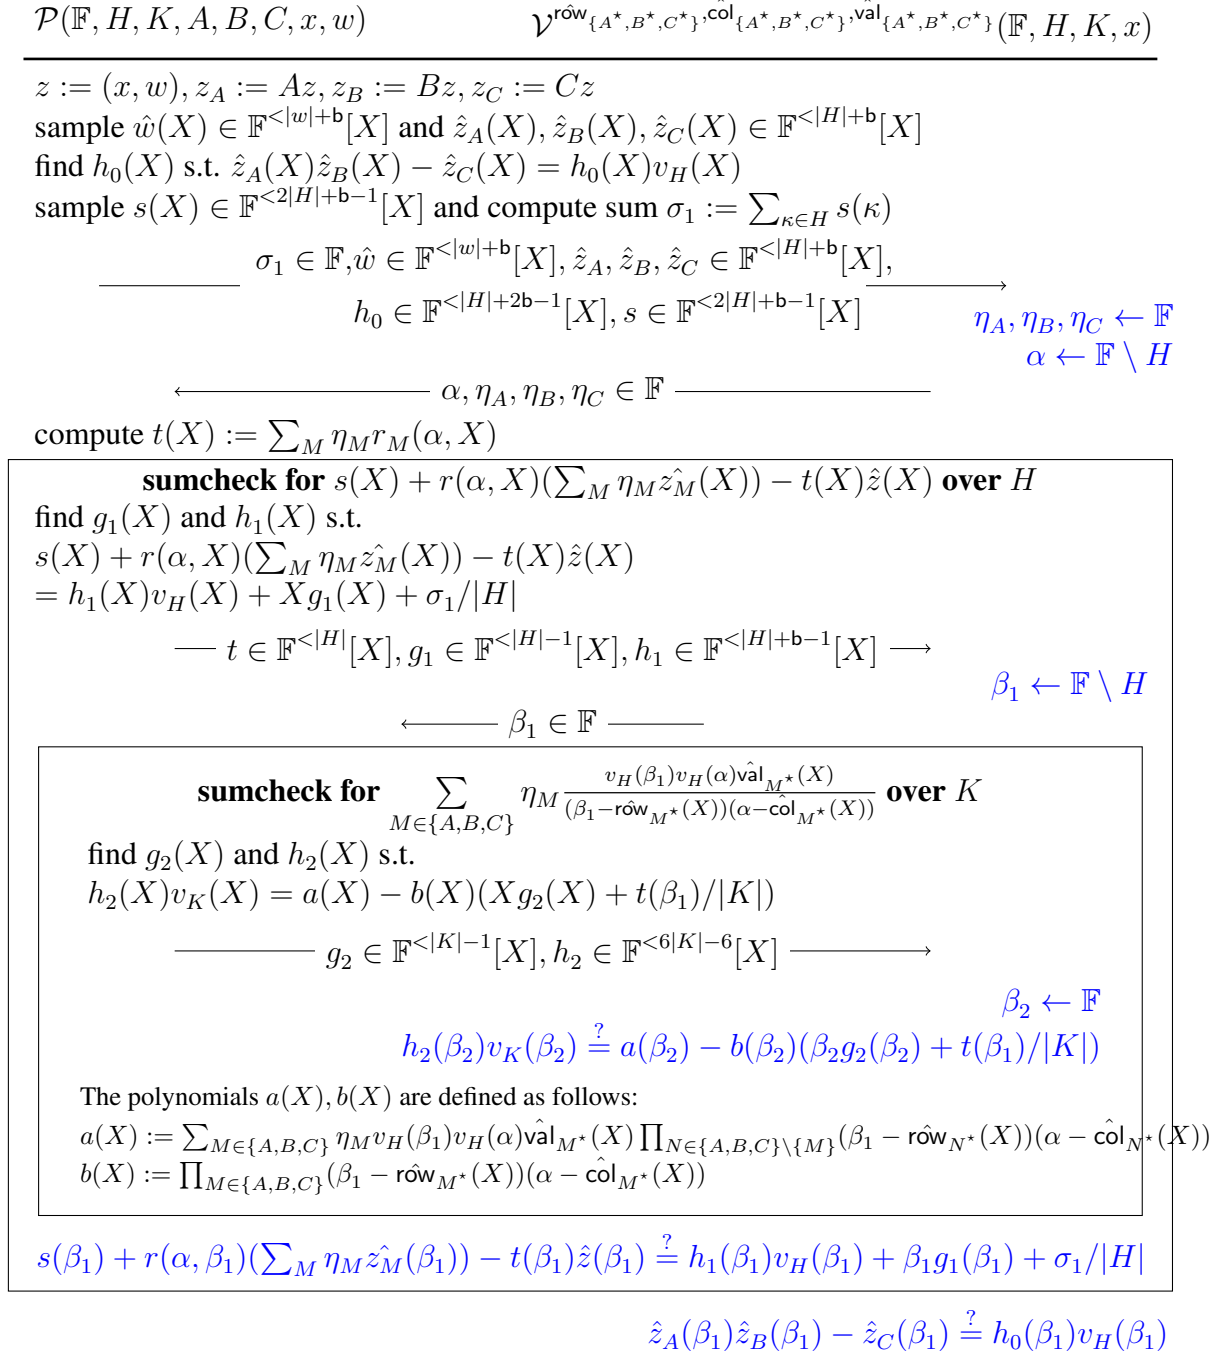 𝒫(𝔽, H, K, A, B, C, x, w) 𝒱^{rôw_{A⋆,B⋆,C⋆}, côl_{A⋆,B⋆,C⋆}, vâl_{A⋆,B⋆,C⋆}}(𝔽, H, K, x)
z := (x, w), z_A := Az, z_B := Bz, z_C := Cz
sample ŵ(X) ∈ 𝔽^{<|w|+b}[X] and ẑ_A(X), ẑ_B(X), ẑ_C(X) ∈ 𝔽^{<|H|+b}[X]
find h_0(X) s.t. ẑ_A(X)ẑ_B(X) − ẑ_C(X) = h_0(X)v_H(X)
sample s(X) ∈ 𝔽^{<2|H|+b−1}[X] and compute sum σ_1 := ∑_{κ∈H} s(κ)
σ_1 ∈ 𝔽, ŵ ∈ 𝔽^{<|w|+b}[X], ẑ_A, ẑ_B, ẑ_C ∈ 𝔽^{<|H|+b}[X],
h_0 ∈ 𝔽^{<|H|+2b−1}[X], s ∈ 𝔽^{<2|H|+b−1}[X]
η_A, η_B, η_C ← 𝔽
α ← 𝔽 \ H
α, η_A, η_B, η_C ∈ 𝔽
compute t(X) := ∑_M η_M r_M(α, X)
sumcheck for s(X) + r(α, X)(∑_M η_M ẑ_M(X)) − t(X)ẑ(X) over H
find g_1(X) and h_1(X) s.t.
s(X) + r(α, X)(∑_M η_M ẑ_M(X)) − t(X)ẑ(X)
= h_1(X)v_H(X) + Xg_1(X) + σ_1/|H|
t ∈ 𝔽^{<|H|}[X], g_1 ∈ 𝔽^{<|H|−1}[X], h_1 ∈ 𝔽^{<|H|+b−1}[X]
β_1 ← 𝔽 \ H
β_1 ∈ 𝔽
sumcheck for ∑_{M∈{A,B,C}} η_M \frac{v_H(β_1)v_H(α)vâl_{M⋆}(X)}{(β_1−rôw_{M⋆}(X))(α−côl_{M⋆}(X))} over K
find g_2(X) and h_2(X) s.t.
h_2(X)v_K(X) = a(X) − b(X)(Xg_2(X) + t(β_1)/|K|)
g_2 ∈ 𝔽^{<|K|−1}[X], h_2 ∈ 𝔽^{<6|K|−6}[X]
β_2 ← 𝔽
h_2(β_2)v_K(β_2) ≟ a(β_2) − b(β_2)(β_2g_2(β_2) + t(β_1)/|K|)
The polynomials a(X), b(X) are defined as follows:
a(X) := ∑_{M∈{A,B,C}} η_M v_H(β_1)v_H(α)vâl_{M⋆}(X) ∏_{N∈{A,B,C}\{M}}(β_1 − rôw_{N⋆}(X))(α − côl_{N⋆}(X))
b(X) := ∏_{M∈{A,B,C}}(β_1 − rôw_{M⋆}(X))(α − côl_{M⋆}(X))
s(β_1) + r(α, β_1)(∑_M η_M ẑ_M(β_1)) − t(β_1)ẑ(β_1) ≟ h_1(β_1)v_H(β_1) + β_1g_1(β_1) + σ_1/|H|
ẑ_A(β_1)ẑ_B(β_1) − ẑ_C(β_1) ≟ h_0(β_1)v_H(β_1)